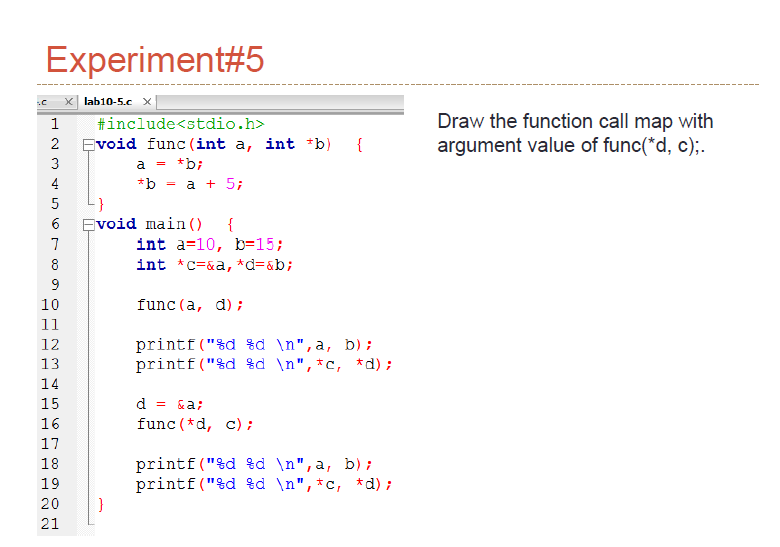 Experiment#5
.c × lab10-5.c ×
1 #include<stdio.h>
2 void func(int a, int *b) {
3 a = *b;
4 *b = a + 5;
5 }
6 void main() {
7 int a=10, b=15;
8 int *c=&a,*d=&b;
9
10 func(a, d);
11
12 printf("%d %d \n",a, b);
13 printf("%d %d \n",*c, *d);
14
15 d = &a;
16 func(*d, c);
17
18 printf("%d %d \n",a, b);
19 printf("%d %d \n",*c, *d);
20 }
21
Draw the function call map with
argument value of func(*d, c);.